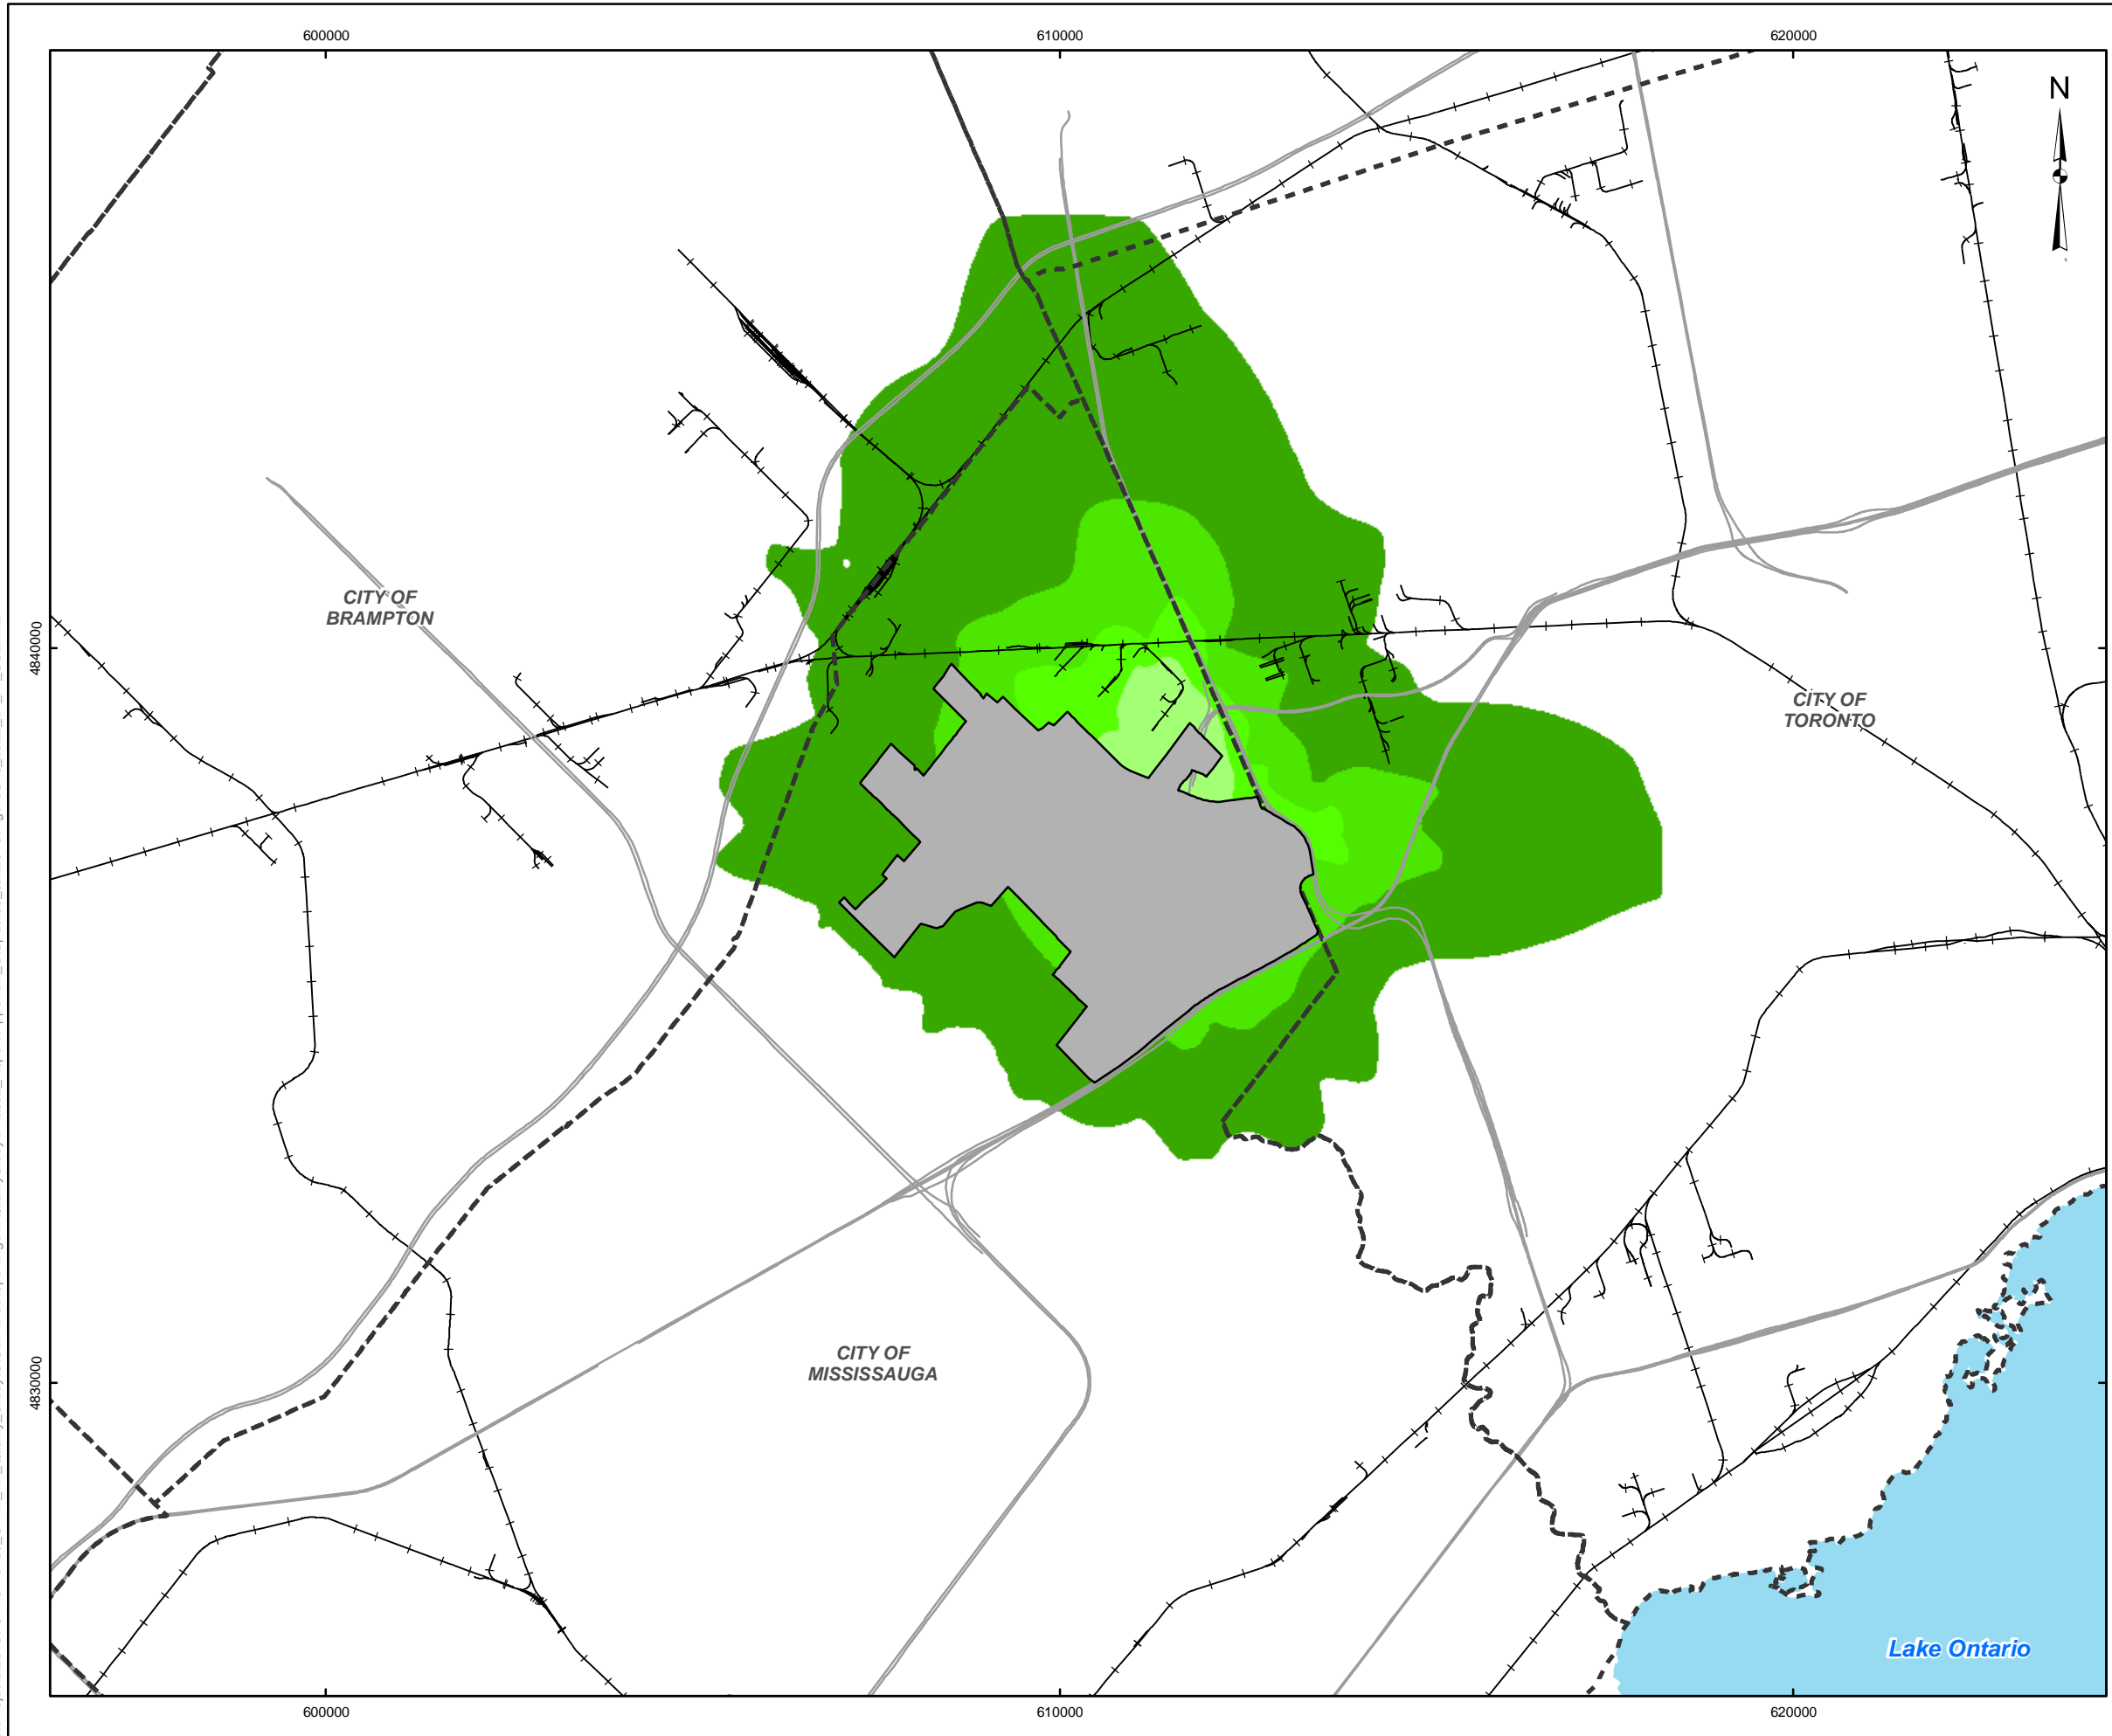 600000
610000
620000
N
4840000
CITY OF
BRAMPTON
CITY OF
TORONTO
4830000
CITY OF
MISSISSAUGA
Lake Ontario
600000
610000
620000